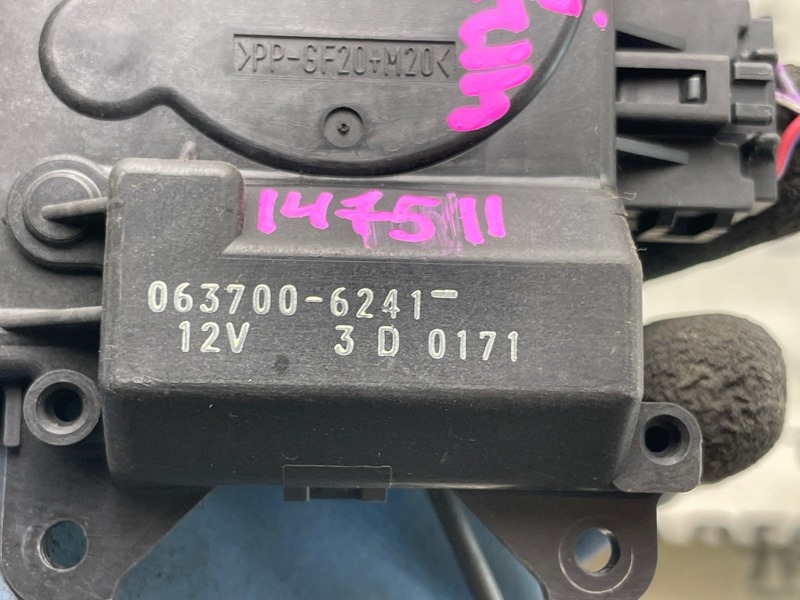 >PP-GF20+M20<
147511
063700-6241-
12V 3 D 0171